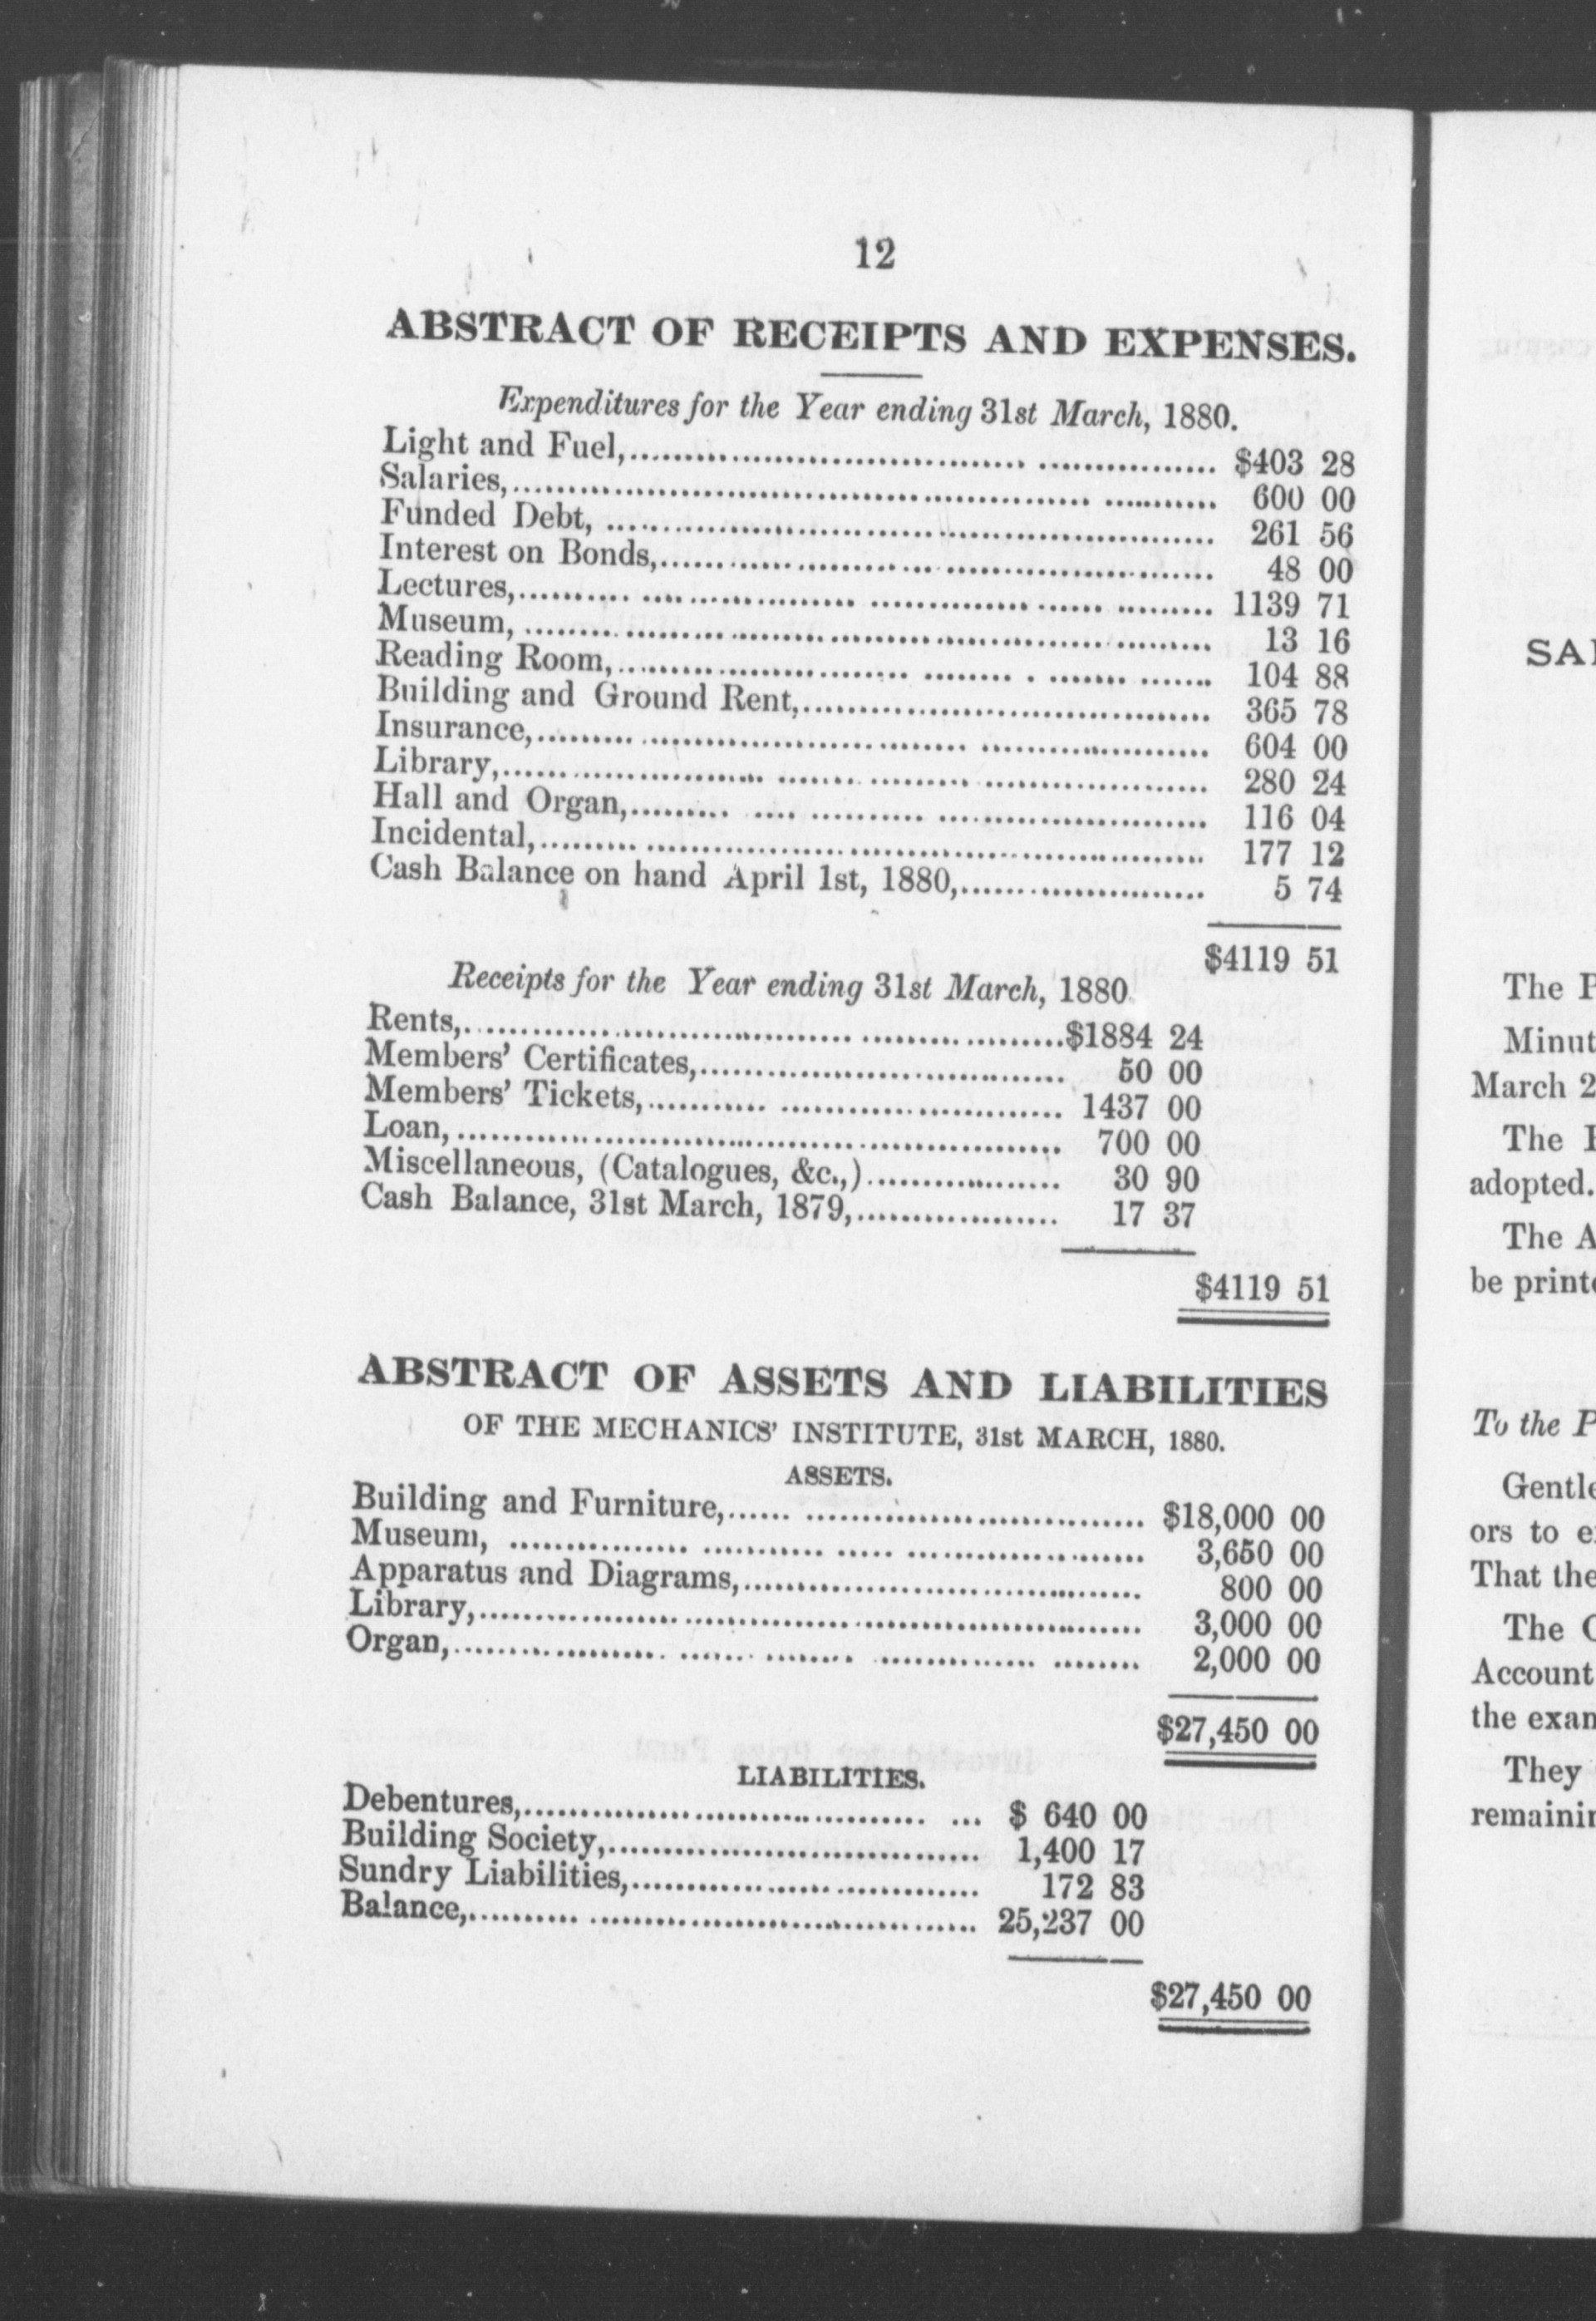 12
ABSTRACT OF RECEIPTS AND EXPENSES.
Expenditures for the Year ending 31st March, 1880.
Light and Fuel,........................................ $403 28
Salaries,........................................ 600 00
Funded Debt, ........................................ 261 56
Interest on Bonds,........................................ 48 00
Lectures,........................................ 1139 71
Museum, ........................................ 13 16
Reading Room,........................................ 104 88
Building and Ground Rent,........................................ 365 78
Insurance,........................................ 604 00
Library,........................................ 280 24
Hall and Organ,........................................ 116 04
Incidental,........................................ 177 12
Cash Balance on hand April 1st, 1880,........................ 5 74
$4119 51
Receipts for the Year ending 31st March, 1880.
Rents,........................................$1884 24
Members' Certificates,.................................. 50 00
Members' Tickets,.................................. 1437 00
Loan,........................................ 700 00
Miscellaneous, (Catalogues, &c.,).................. 30 90
Cash Balance, 31st March, 1879,................... 17 37
$4119 51
ABSTRACT OF ASSETS AND LIABILITIES
OF THE MECHANICS' INSTITUTE, 31st MARCH, 1880.
ASSETS.
Building and Furniture,.................................. $18,000 00
Museum, ........................................ 3,650 00
Apparatus and Diagrams,.................................. 800 00
Library,........................................ 3,000 00
Organ,........................................ 2,000 00
$27,450 00
LIABILITIES.
Debentures,.................................. $ 640 00
Building Society,.................................. 1,400 17
Sundry Liabilities,.................................. 172 83
Balance,.................................. 25,237 00
$27,450 00
The
Minut
March 2
The
adopted.
The A
be print
To the P
Gentle
ors to e
That the
The
Account
the exam
They
remainin